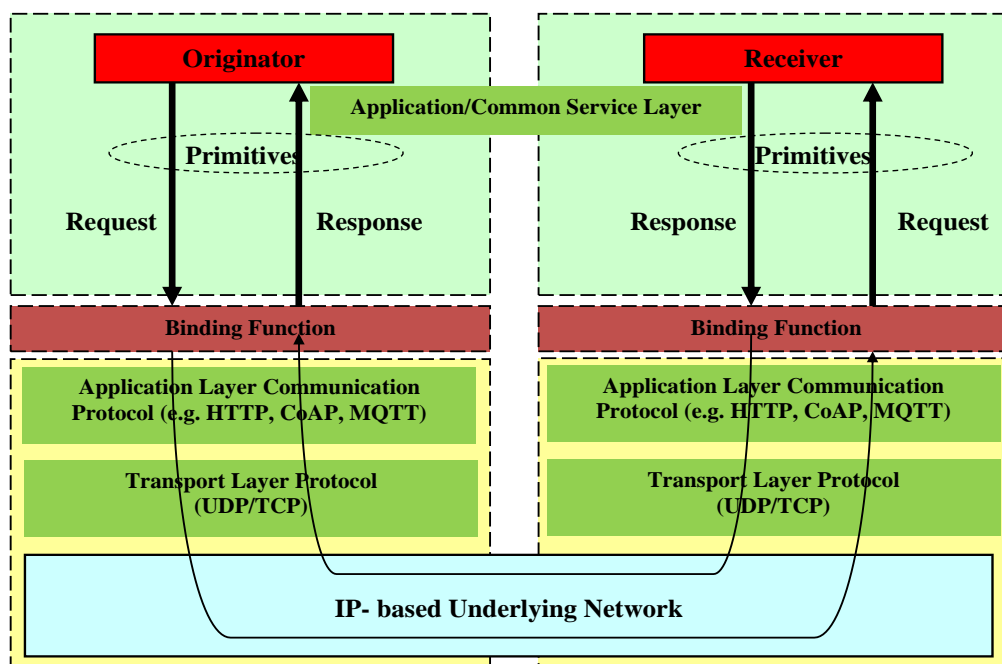 Originator
Receiver
Application/Common Service Layer
Primitives
Primitives
Request
Response
Response
Request
Binding Function
Binding Function
Application Layer Communication
Protocol (e.g. HTTP, CoAP, MQTT)
Application Layer Communication
Protocol (e.g. HTTP, CoAP, MQTT)
Transport Layer Protocol
(UDP/TCP)
Transport Layer Protocol
(UDP/TCP)
IP- based Underlying Network